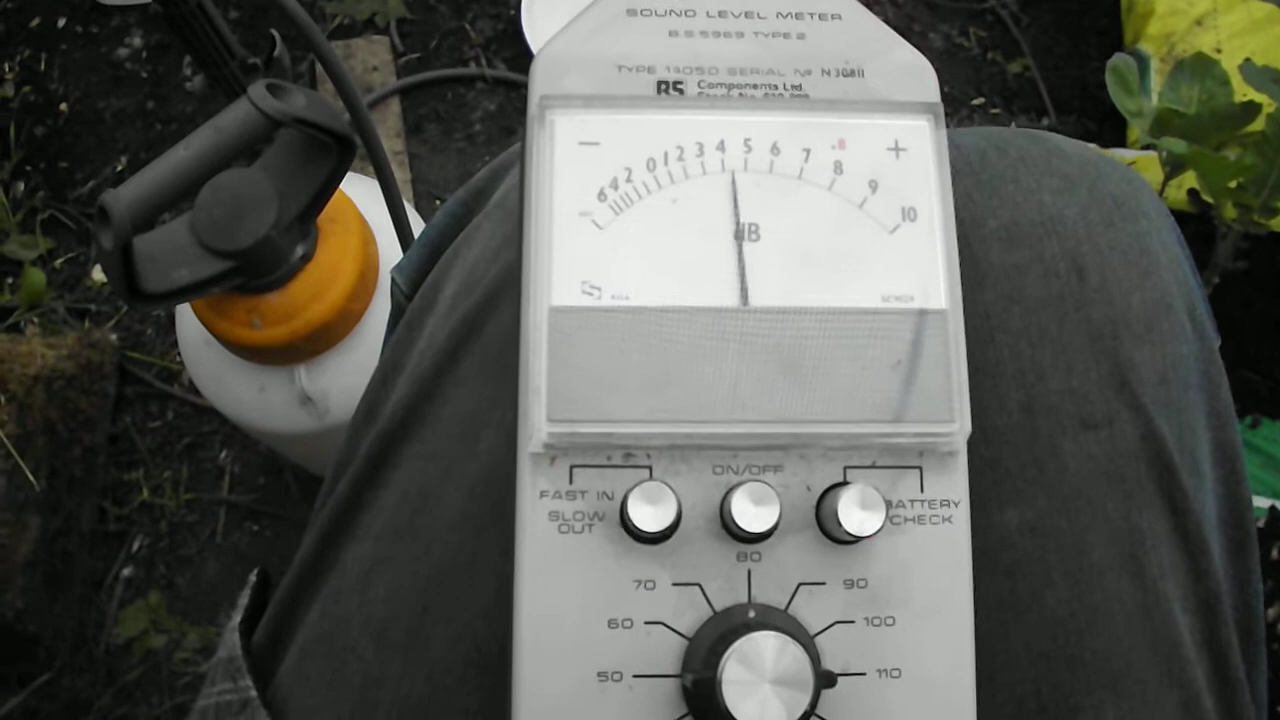 SOUND LEVEL METER
B.S 5969 TYPE 2
TYPE 1405D SERIAL Nº N30811
RS Components Ltd
- 6 4 2 0 1 2 3 4 5 6 7 8 9 10 +
.8
dB
ON/OFF
FAST IN
SLOW
OUT
BATTERY
CHECK
80
70
90
60
100
50
110